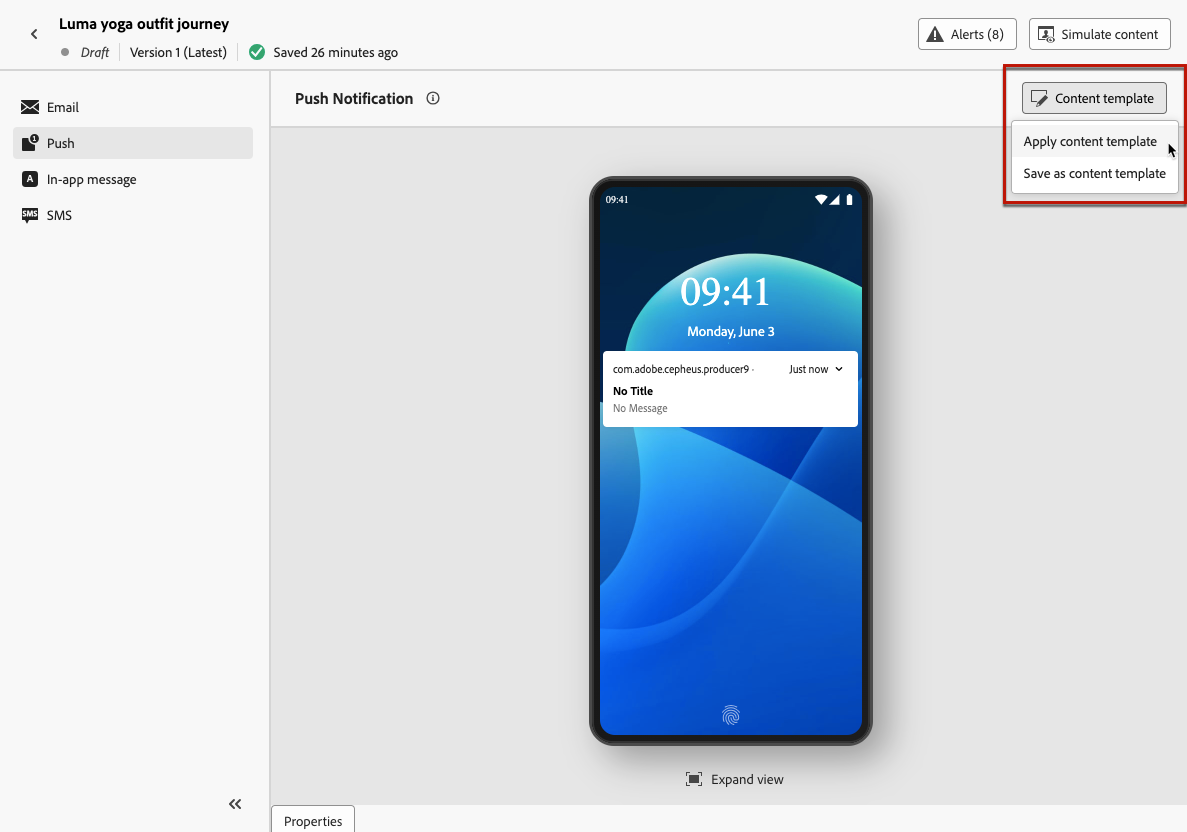 Luma yoga outfit journey
Draft Version 1 (Latest) Saved 26 minutes ago
Alerts (8)
Simulate content
Email
1
Push
A
In-app message
SMS
SMS
Push Notification
Content template
Apply content template
Save as content template
09:41
09:41
Monday, June 3
com.adobe.cepheus.producer9 · Just now
No Title
No Message
Expand view
Properties